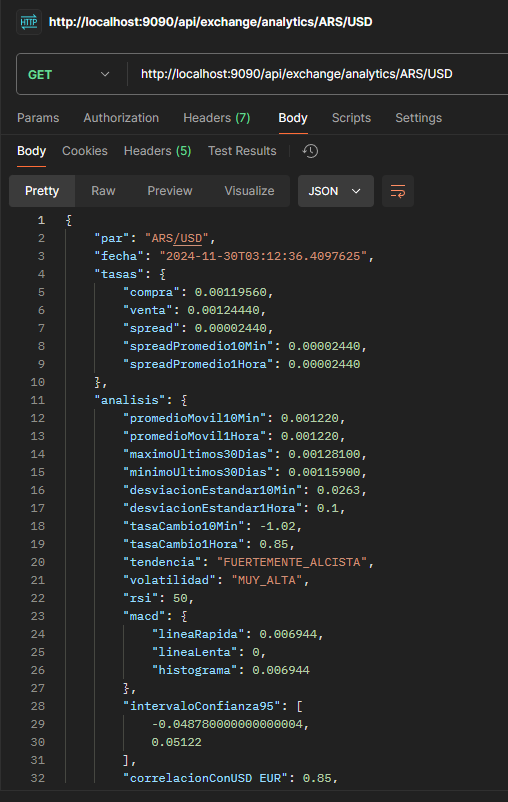 HTTP http://localhost:9090/api/exchange/analytics/ARS/USD
GET http://localhost:9090/api/exchange/analytics/ARS/USD
Params Authorization Headers (7) Body Scripts Settings
Body Cookies Headers (5) Test Results
Pretty Raw Preview Visualize JSON
1 {
2 "par": "ARS/USD",
3 "fecha": "2024-11-30T03:12:36.4097625",
4 "tasas": {
5 "compra": 0.00119560,
6 "venta": 0.00124440,
7 "spread": 0.00002440,
8 "spreadPromedio10Min": 0.00002440,
9 "spreadPromedio1Hora": 0.00002440
10 },
11 "analisis": {
12 "promedioMovil10Min": 0.001220,
13 "promedioMovil1Hora": 0.001220,
14 "maximoUltimos30Dias": 0.00128100,
15 "minimoUltimos30Dias": 0.00115900,
16 "desviacionEstandar10Min": 0.0263,
17 "desviacionEstandar1Hora": 0.1,
18 "tasaCambio10Min": -1.02,
19 "tasaCambio1Hora": 0.85,
20 "tendencia": "FUERTEMENTE_ALCISTA",
21 "volatilidad": "MUY_ALTA",
22 "rsi": 50,
23 "macd": {
24 "lineaRapida": 0.006944,
25 "lineaLenta": 0,
26 "histograma": 0.006944
27 },
28 "intervaloConfianza95": [
29 -0.048780000000000004,
30 0.05122
31 ],
32 "correlacionConUSD_EUR": 0.85,